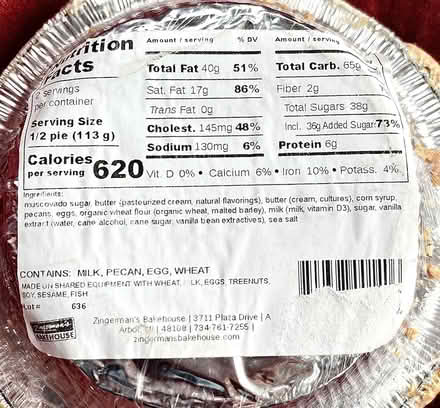 Nutrition
Facts
2 servings
per container
Serving Size
1/2 pie (113 g)
Calories
per serving 620
Amount / serving % DV
Total Fat 40g 51%
Sat. Fat 17g 86%
Trans Fat 0g
Cholest. 145mg 48%
Sodium 130mg 6%
Amount / serving
Total Carb. 65g
Fiber 2g
Total Sugars 38g
Incl. 36g Added Sugars 73%
Protein 6g
Vit. D 0% • Calcium 6% • Iron 10% • Potass. 4%
Ingredients:
muscovado sugar, butter (pasteurized cream, natural flavorings), butter (cream, cultures), corn syrup,
pecans, eggs, organic wheat flour (organic wheat, malted barley), milk (milk, vitamin D3), sugar, vanilla
extract (water, cane alcohol, cane sugar, vanilla bean extractives), sea salt
CONTAINS: MILK, PECAN, EGG, WHEAT
MADE ON SHARED EQUIPMENT WITH WHEAT, MILK, EGGS, TREENUTS,
SOY, SESAME, FISH
Lot# 636
Zingerman's
BAKEHOUSE
Zingerman's Bakehouse | 3711 Plaza Drive | A
Arbor, MI | 48108 | 734-761-7255 |
zingermansbakehouse.com